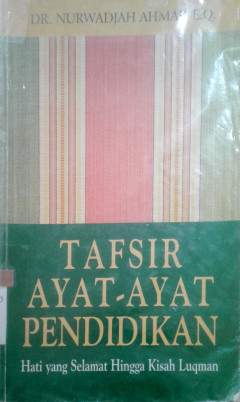 DR. NURWADJAH AHMAD E.Q.
TAFSIR
AYAT-AYAT
PENDIDIKAN
Hati yang Selamat Hingga Kisah Luqman